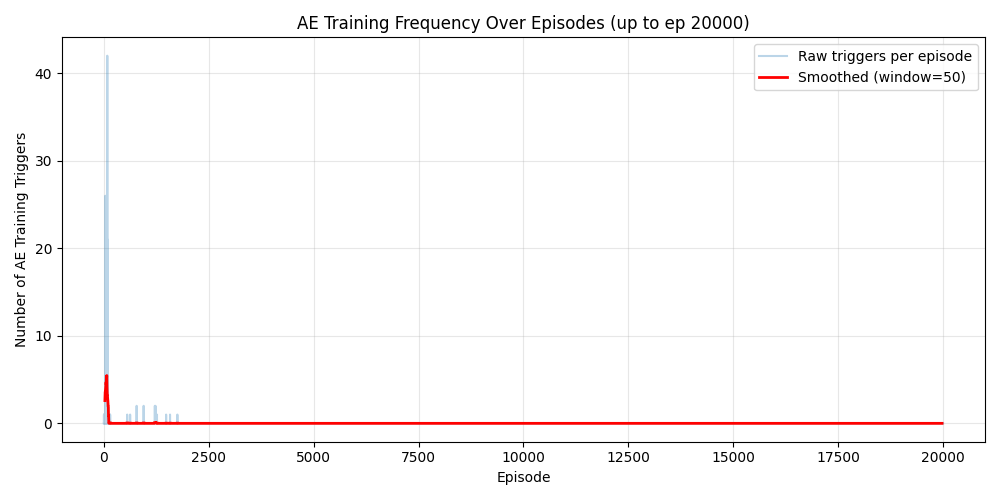 AE Training Frequency Over Episodes (up to ep 20000)
Raw triggers per episode
Smoothed (window=50)
Number of AE Training Triggers
40
30
20
10
0
0 2500 5000 7500 10000 12500 15000 17500 20000
Episode